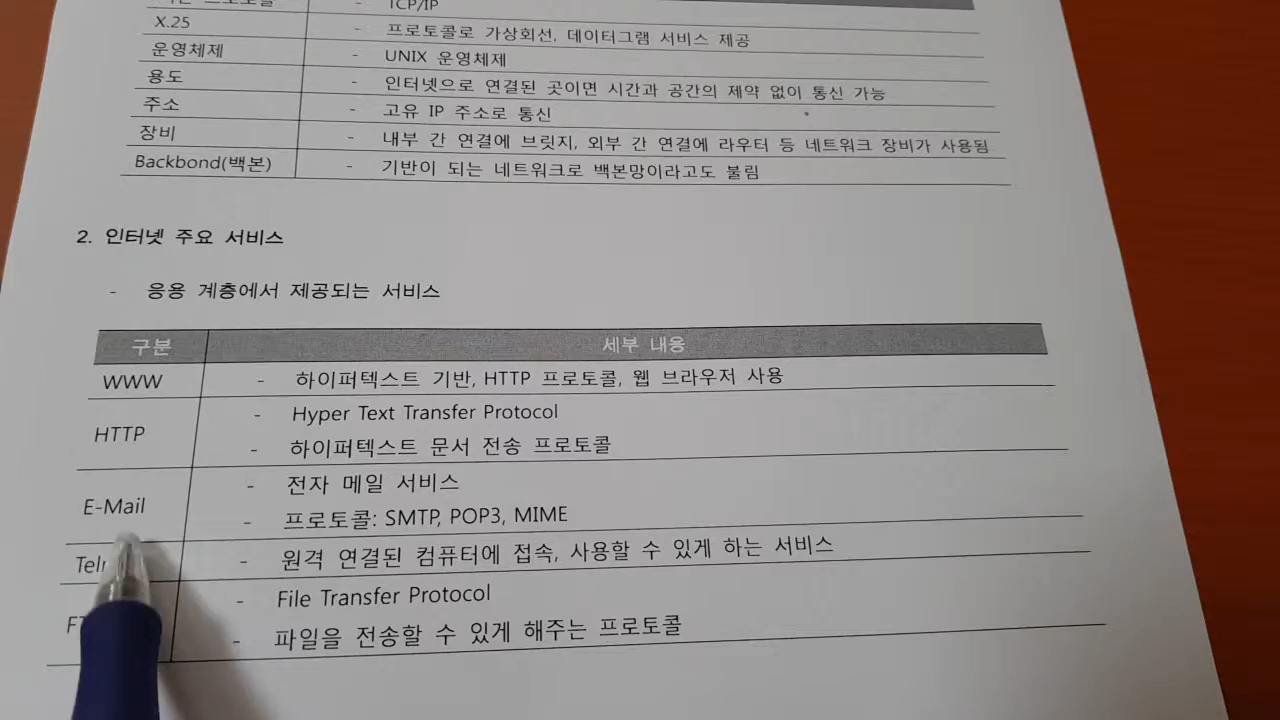 TCP/IP
X.25 - 프로토콜로 가상회선, 데이터그램 서비스 제공
운영체제 - UNIX 운영체제
용도 - 인터넷으로 연결된 곳이면 시간과 공간의 제약 없이 통신 가능
주소 - 고유 IP 주소로 통신
장비 - 내부 간 연결에 브릿지, 외부 간 연결에 라우터 등 네트워크 장비가 사용됨
Backbond(백본) - 기반이 되는 네트워크로 백본망이라고도 불림
2. 인터넷 주요 서비스
- 응용 계층에서 제공되는 서비스
구분 세부 내용
WWW - 하이퍼텍스트 기반, HTTP 프로토콜, 웹 브라우저 사용
HTTP - Hyper Text Transfer Protocol
- 하이퍼텍스트 문서 전송 프로토콜
E-Mail - 전자 메일 서비스
- 프로토콜: SMTP, POP3, MIME
- 원격 연결된 컴퓨터에 접속, 사용할 수 있게 하는 서비스
- File Transfer Protocol
- 파일을 전송할 수 있게 해주는 프로토콜